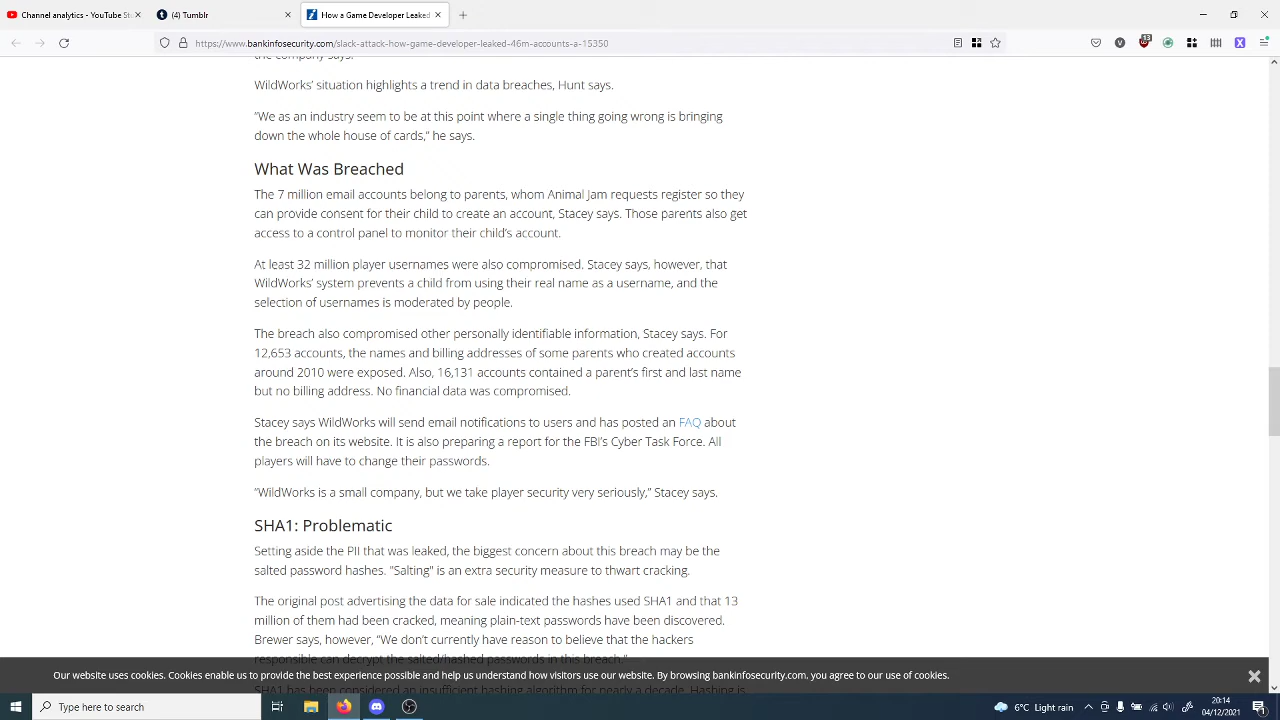 Channel analytics - YouTube St
(4) Tumblr
How a Game Developer Leaked
https://www.bankinfosecurity.com/slack-attack-how-game-developer-leaked-46m-accounts-a-15350
13
the company says.
WildWorks' situation highlights a trend in data breaches, Hunt says.
"We as an industry seem to be at this point where a single thing going wrong is bringing
down the whole house of cards," he says.
What Was Breached
The 7 million email accounts belong to parents, whom Animal Jam requests register so they
can provide consent for their child to create an account, Stacey says. Those parents also get
access to a control panel to monitor their child's account.
At least 32 million player usernames were also compromised. Stacey says, however, that
WildWorks' system prevents a child from using their real name as a username, and the
selection of usernames is moderated by people.
The breach also compromised other personally identifiable information, Stacey says. For
12,653 accounts, the names and billing addresses of some parents who created accounts
around 2010 were exposed. Also, 16,131 accounts contained a parent's first and last name
but no billing address. No financial data was compromised.
Stacey says WildWorks will send email notifications to users and has posted an FAQ about
the breach on its website. It is also preparing a report for the FBI's Cyber Task Force. All
players will have to change their passwords.
"WildWorks is a small company, but we take player security very seriously," Stacey says.
SHA1: Problematic
Setting aside the PII that was leaked, the biggest concern about this breach may be the
salted password hashes. "Salting" is an extra security measure to thwart cracking.
The original post advertising the data for sale indicated the hashes used SHA1 and that 13
million of them had been cracked, meaning plain-text passwords have been discovered.
Brewer says, however, "We don't currently have reason to believe that the hackers
responsible can decrypt the salted/hashed passwords in this breach."
Our website uses cookies. Cookies enable us to provide the best experience possible and help us understand how visitors use our website. By browsing bankinfosecurity.com, you agree to our use of cookies.
SHA1 has been considered an insufficient hashing algorithm for nearly a decade. Hashing is
Type here to search
6°C Light rain
20:14
04/12/2021